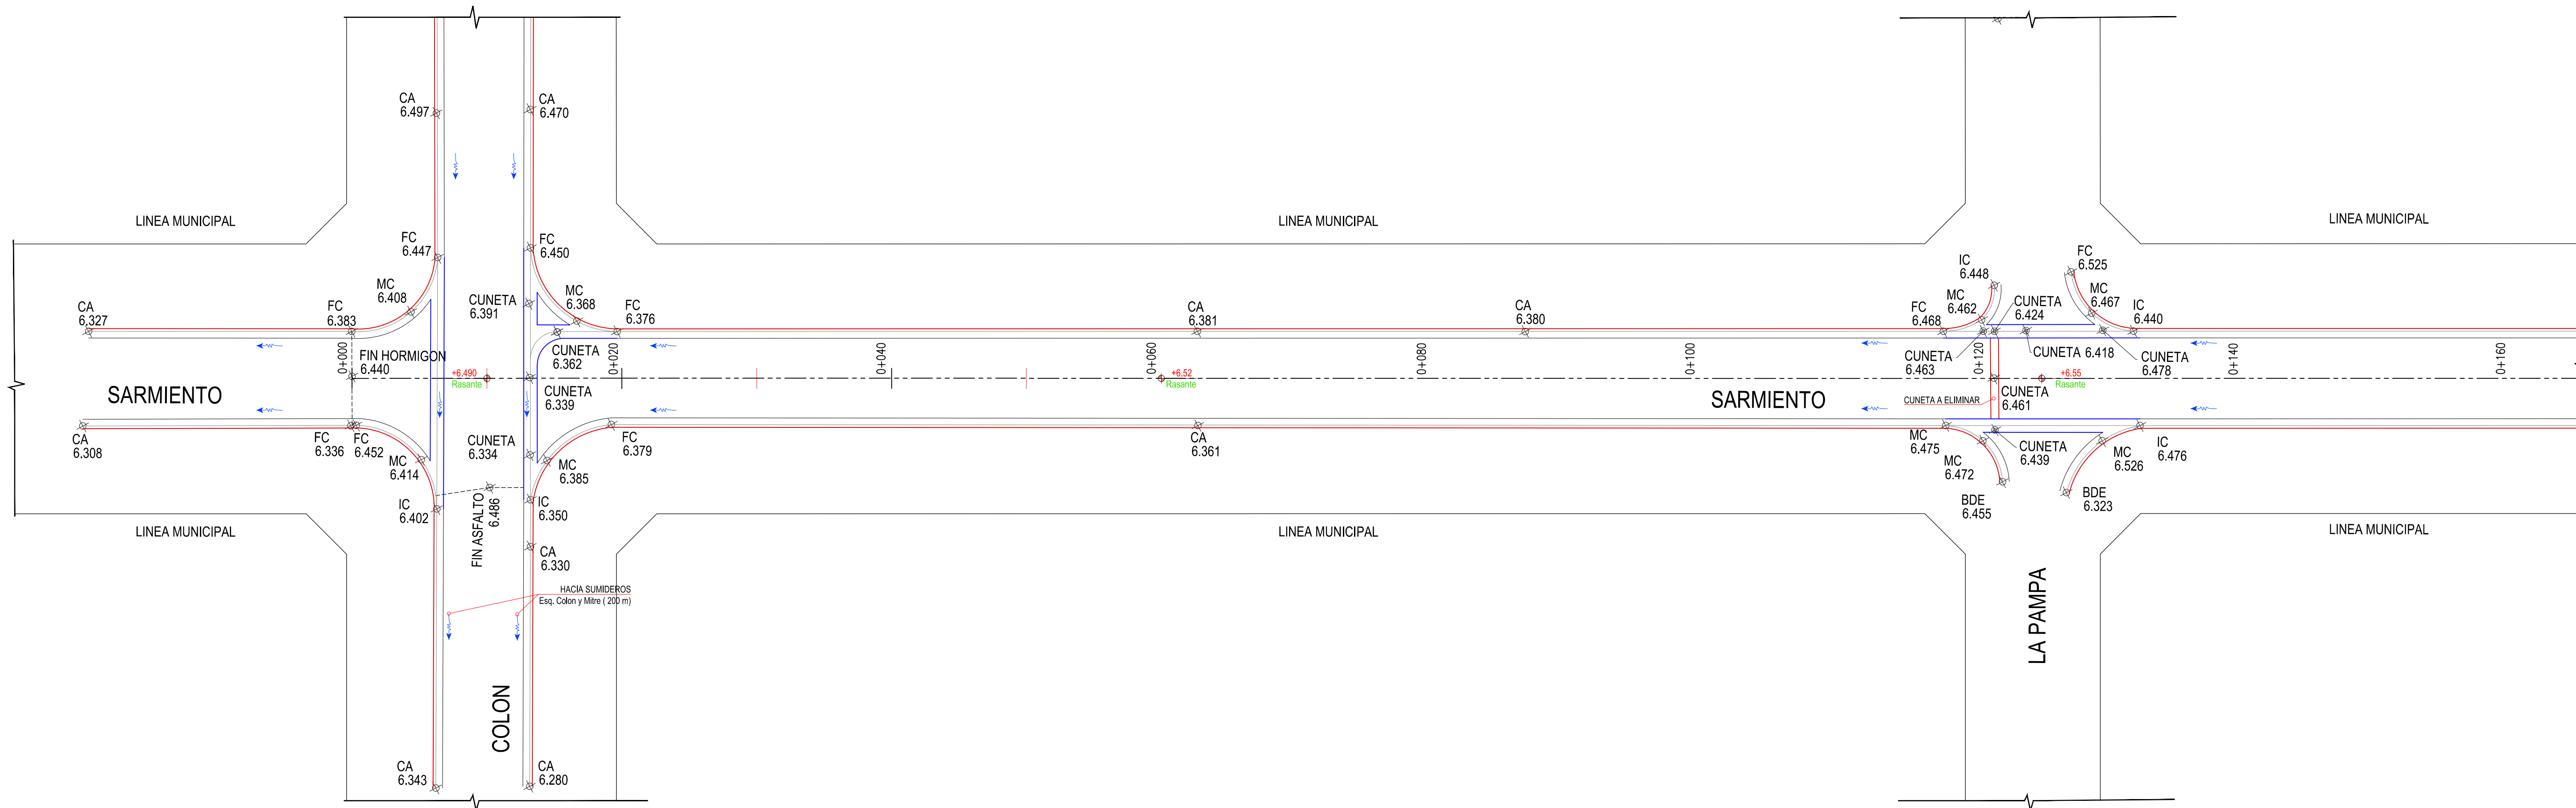 CA
6.497
CA
6.470
LINEA MUNICIPAL
FC
6.447
FC
6.450
MC
6.408
CUNETA
6.391
MC
6.368
FC
6.376
CA
6.327
FC
6.383
0+000
FIN HORMIGON
6.440
+6.490
Rasante
CUNETA
6.362
0+020
CUNETA
6.339
SARMIENTO
CA
6.308
FC
6.336
FC
6.452
MC
6.414
CUNETA
6.334
MC
6.385
FC
6.379
IC
6.402
FIN ASFALTO
6.486
IC
6.350
CA
6.330
LINEA MUNICIPAL
HACIA SUMIDEROS
Esq. Colon y Mitre ( 200 m)
COLON
CA
6.343
CA
6.280
LINEA MUNICIPAL
CA
6.381
CA
6.380
0+040
0+060
+6.52
Rasante
0+080
0+100
SARMIENTO
CA
6.361
LINEA MUNICIPAL
LINEA MUNICIPAL
IC
6.448
FC
6.525
MC
6.462
CUNETA
6.424
MC
6.467
FC
6.468
IC
6.440
CUNETA
6.463
0+120
CUNETA 6.418
CUNETA
6.478
0+140
0+160
+6.55
Rasante
CUNETA A ELIMINAR
CUNETA
6.461
MC
6.475
MC
6.472
CUNETA
6.439
MC
6.526
IC
6.476
BDE
6.455
BDE
6.323
LINEA MUNICIPAL
LA PAMPA